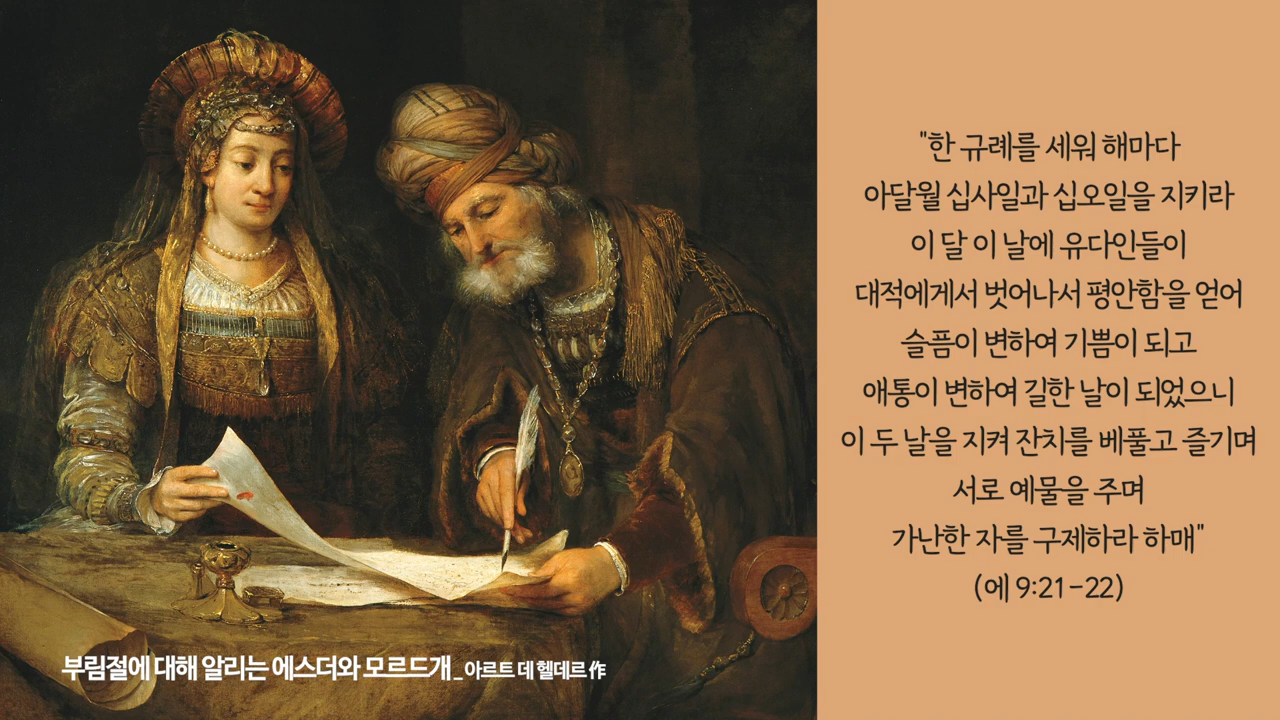 "한 규례를 세워 해마다
아달월 십사일과 십오일을 지키라
이 달 이 날에 유다인들이
대적에게서 벗어나서 평안함을 얻어
슬픔이 변하여 기쁨이 되고
애통이 변하여 길한 날이 되었으니
이 두 날을 지켜 잔치를 베풀고 즐기며
서로 예물을 주며
가난한 자를 구제하라 하매"
(에 9:21-22)
부림절에 대해 알리는 에스더와 모르드개_아르트 데 헬데르 作